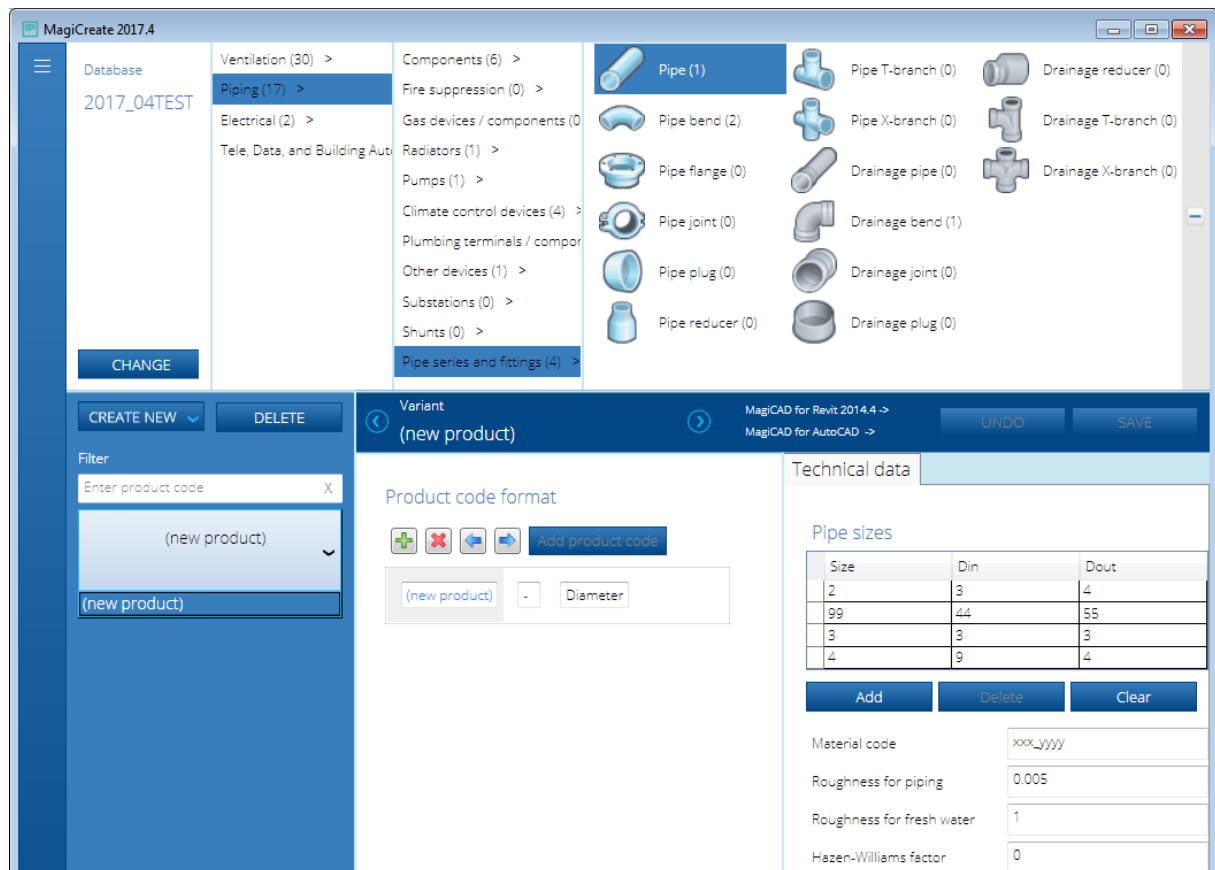 MagiCreate 2017.4
Database
2017_04TEST
CHANGE
Ventilation (30) >
Piping (17) >
Electrical (2) >
Tele, Data, and Building Aut
Components (6) >
Fire suppression (0) >
Gas devices / components (0
Radiators (1) >
Pumps (1) >
Climate control devices (4) >
Plumbing terminals / compor
Other devices (1) >
Substations (0) >
Shunts (0) >
Pipe series and fittings (4) >
Pipe (1)
Pipe bend (2)
Pipe flange (0)
Pipe joint (0)
Pipe plug (0)
Pipe reducer (0)
Pipe T-branch (0)
Pipe X-branch (0)
Drainage pipe (0)
Drainage bend (1)
Drainage joint (0)
Drainage plug (0)
Drainage reducer (0)
Drainage T-branch (0)
Drainage X-branch (0)
CREATE NEW
DELETE
Filter
Enter product code X
(new product)
(new product)
Variant
(new product)
MagiCAD for Revit 2014.4 ->
MagiCAD for AutoCAD ->
UNDO
SAVE
Product code format
Add product code
(new product) - Diameter
Technical data
Pipe sizes
Size Din Dout
2 3 4
99 44 55
3 3 3
4 9 4
Add Delete Clear
Material code xxx_yyyy
Roughness for piping 0.005
Roughness for fresh water 1
Hazen-Williams factor 0